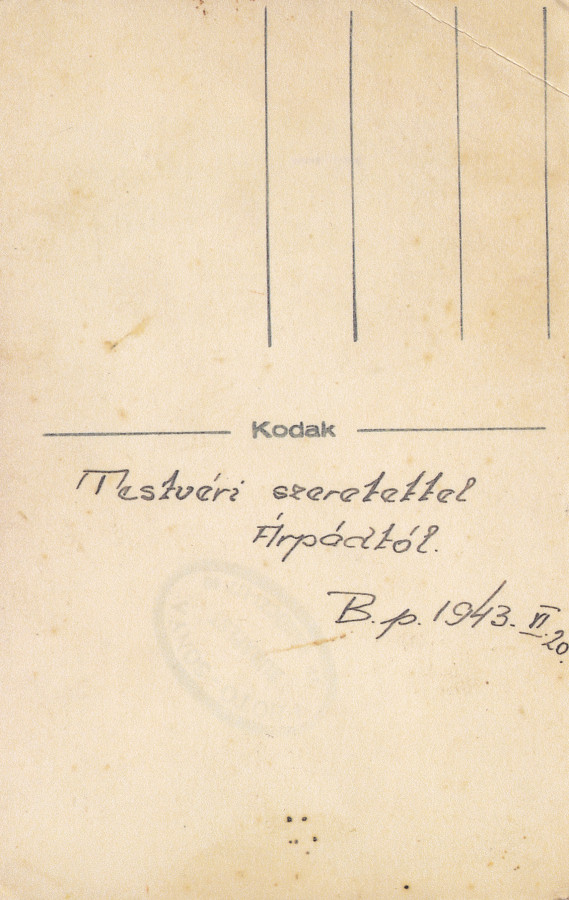 Kodak
Testvéri szeretettel
Árpádtól.
B.p. 1943. VI. 20.